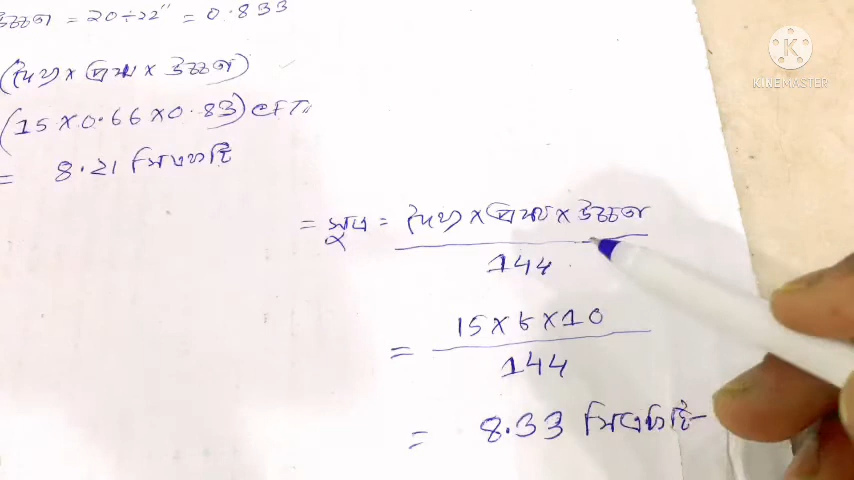 উচ্চতা = 20÷12" = 0.833
(দৈর্ঘ্য × প্রস্থ × উচ্চতা)
(15 × 0.66 × 0.83) CFT
= 8.21 সিএফটি
= সুত্র = দৈর্ঘ্য × প্রস্থ × উচ্চতা
144
= 15 × 8 × 10
144
= 8.33 সিএফটি
K
KINEMASTER